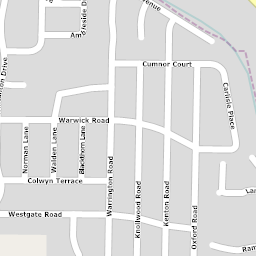 Cumnor Court
Carlisle Place
Warwick Road
Norman Lane
Walden Lane
Blackthorn Lane
Colwyn Terrace
Westgate Road
Warrington Road
Knollwood Road
Kenton Road
Oxford Road
Drive